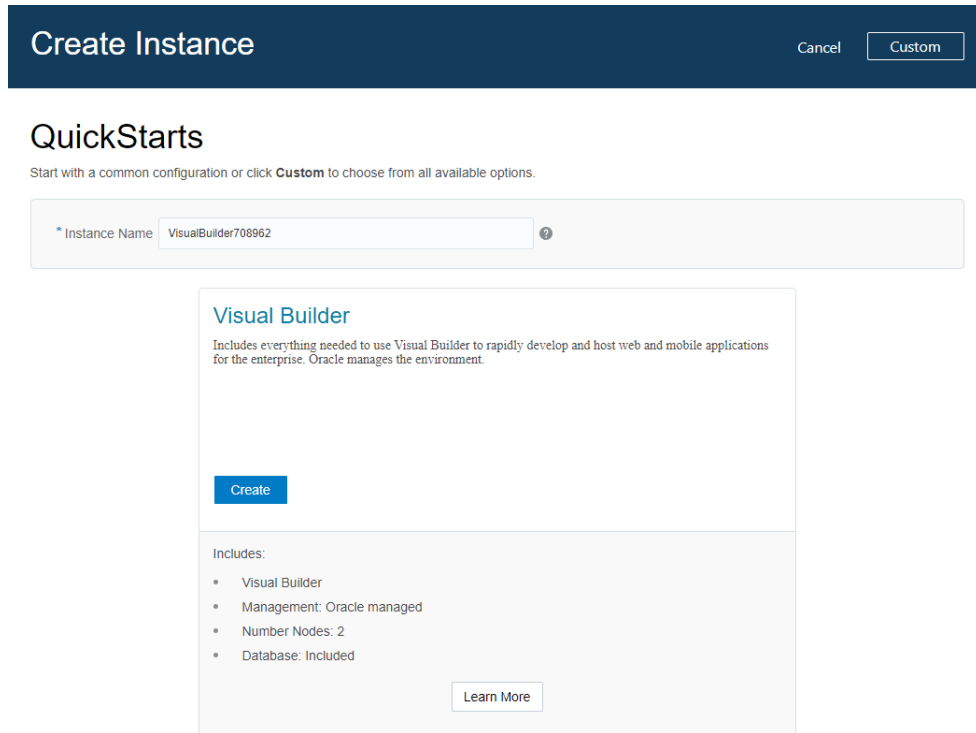 Create Instance
Cancel
Custom
QuickStarts
Start with a common configuration or click Custom to choose from all available options.
* Instance Name VisualBuilder708962 ?
Visual Builder
Includes everything needed to use Visual Builder to rapidly develop and host web and mobile applications
for the enterprise. Oracle manages the environment.
Create
Includes:
• Visual Builder
• Management: Oracle managed
• Number Nodes: 2
• Database: Included
Learn More